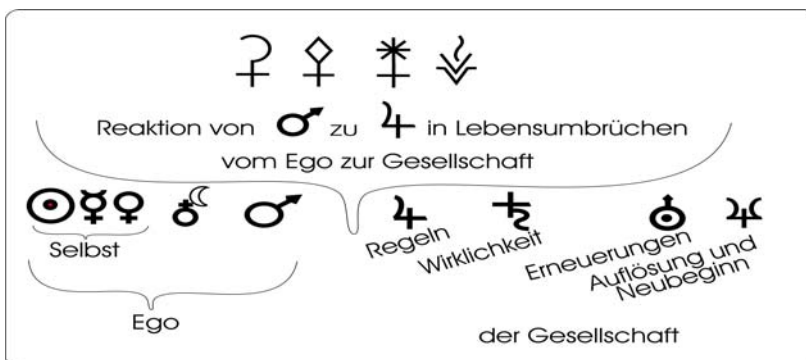 Reaktion von ♂ zu ♃ in Lebensumbrüchen
vom Ego zur Gesellschaft
Selbst
Ego
Regeln
Wirklichkeit
Erneuerungen
Auflösung und
Neubeginn
der Gesellschaft